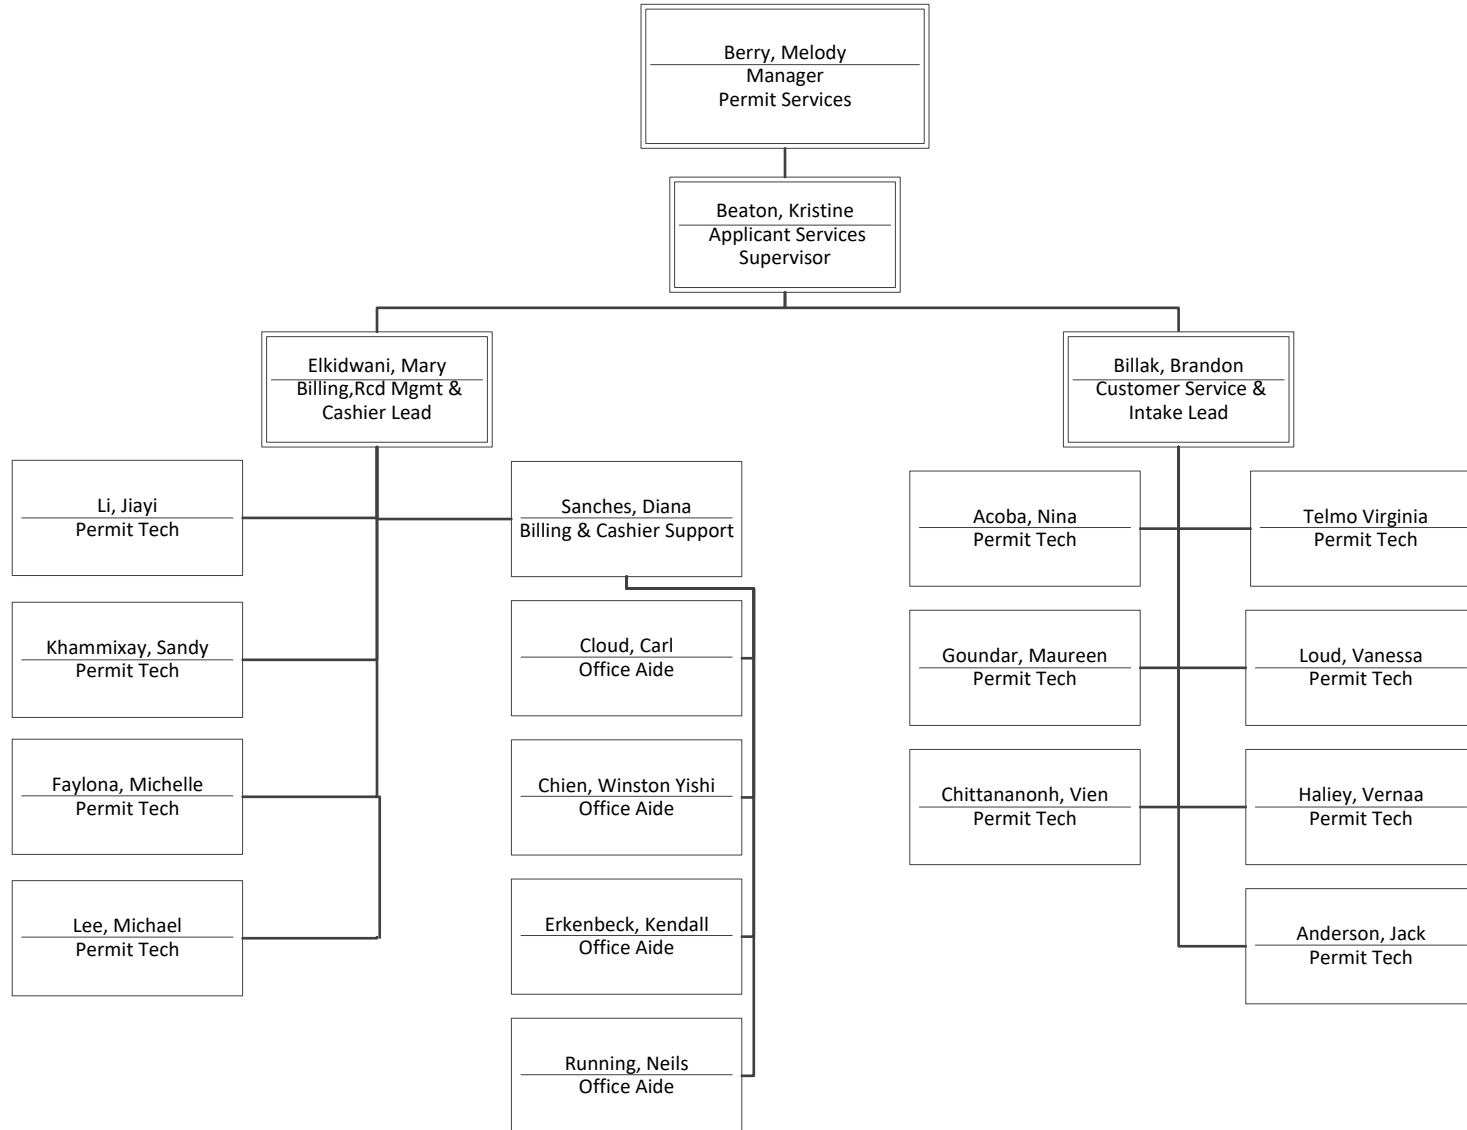 Berry, Melody
Manager
Permit Services
Beaton, Kristine
Applicant Services
Supervisor
Elkidwani, Mary
Billing,Rcd Mgmt &
Cashier Lead
Billak, Brandon
Customer Service &
Intake Lead
Li, Jiayi
Permit Tech
Sanches, Diana
Billing & Cashier Support
Acoba, Nina
Permit Tech
Telmo Virginia
Permit Tech
Khammixay, Sandy
Permit Tech
Cloud, Carl
Office Aide
Goundar, Maureen
Permit Tech
Loud, Vanessa
Permit Tech
Faylona, Michelle
Permit Tech
Chien, Winston Yishi
Office Aide
Chittananonh, Vien
Permit Tech
Haliey, Vernaa
Permit Tech
Lee, Michael
Permit Tech
Erkenbeck, Kendall
Office Aide
Anderson, Jack
Permit Tech
Running, Neils
Office Aide